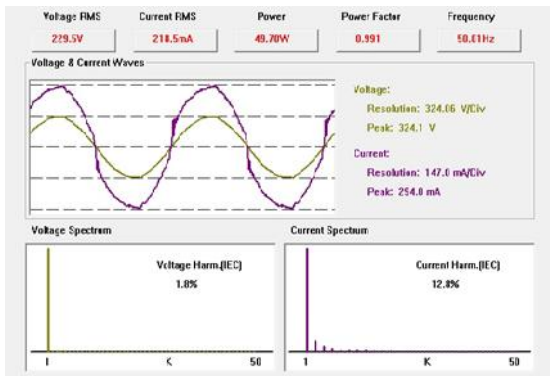 Voltage RMS Current RMS Power Power Factor Frequency
229.5V 218.5mA 49.70W 0.991 50.01Hz
Voltage & Current Waves
Voltage:
Resolution: 324.06 V/Div
Peak: 324.1 V
Current:
Resolution: 147.0 mA/Div
Peak: 294.0 mA
Voltage Spectrum Current Spectrum
Voltage Harm.(IEC) Current Harm.(IEC)
1.8% 12.8%
1 K 50 1 K 50